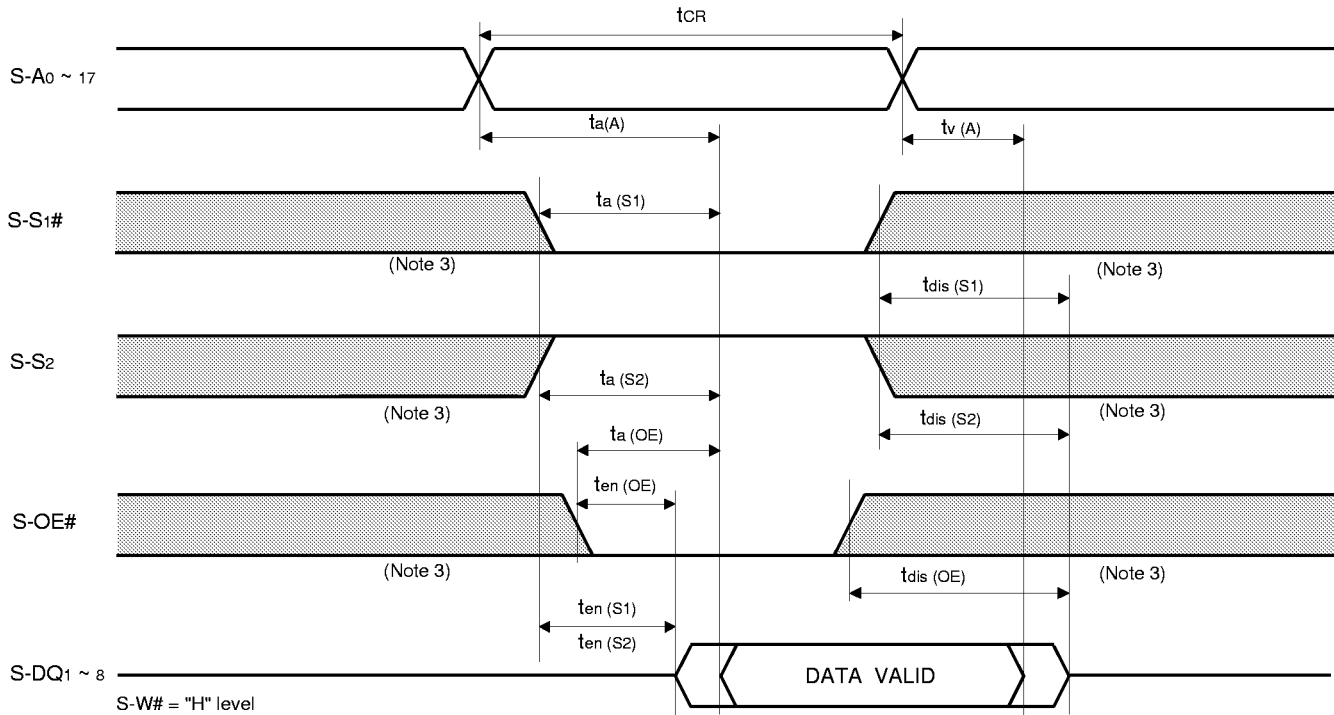 tCR
S-A0 ~ 17
ta(A)
tv (A)
ta (S1)
S-S1#
(Note 3)
(Note 3)
tdis (S1)
S-S2
ta (S2)
(Note 3)
(Note 3)
tdis (S2)
ta (OE)
ten (OE)
S-OE#
(Note 3)
(Note 3)
tdis (OE)
ten (S1)
ten (S2)
S-DQ1 ~ 8
DATA VALID
S-W# = "H" level